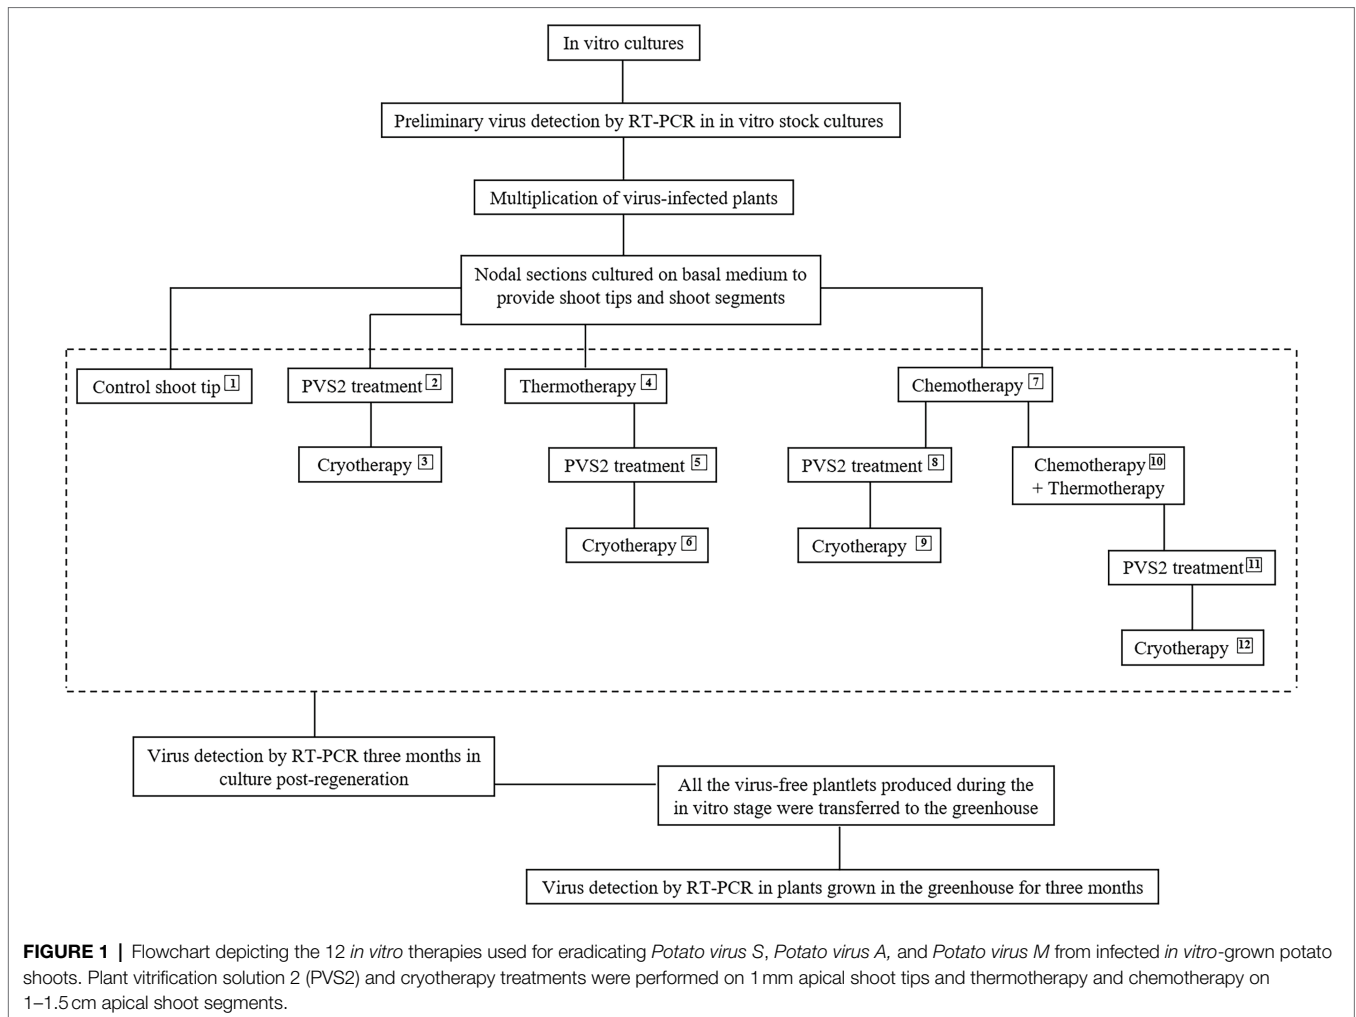 In vitro cultures
Preliminary virus detection by RT-PCR in in vitro stock cultures
Multiplication of virus-infected plants
Nodal sections cultured on basal medium to
provide shoot tips and shoot segments
Control shoot tip 1
PVS2 treatment 2
Thermotherapy 4
Chemotherapy 7
Cryotherapy 3
PVS2 treatment 5
PVS2 treatment 8
Chemotherapy 10
+ Thermotherapy
Cryotherapy 6
Cryotherapy 9
PVS2 treatment 11
Cryotherapy 12
Virus detection by RT-PCR three months in
culture post-regeneration
All the virus-free plantlets produced during the
in vitro stage were transferred to the greenhouse
Virus detection by RT-PCR in plants grown in the greenhouse for three months
FIGURE 1 | Flowchart depicting the 12 in vitro therapies used for eradicating Potato virus S, Potato virus A, and Potato virus M from infected in vitro-grown potato
shoots. Plant vitrification solution 2 (PVS2) and cryotherapy treatments were performed on 1 mm apical shoot tips and thermotherapy and chemotherapy on
1–1.5 cm apical shoot segments.